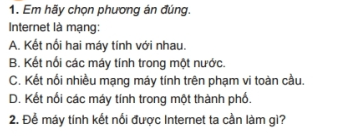 1. Em hãy chọn phương án đúng.
Internet là mạng:
A. Kết nối hai máy tính với nhau.
B. Kết nối các máy tính trong một nước.
C. Kết nối nhiều mạng máy tính trên phạm vi toàn cầu.
D. Kết nối các máy tính trong một thành phố.
2. Để máy tính kết nối được Internet ta cần làm gì?